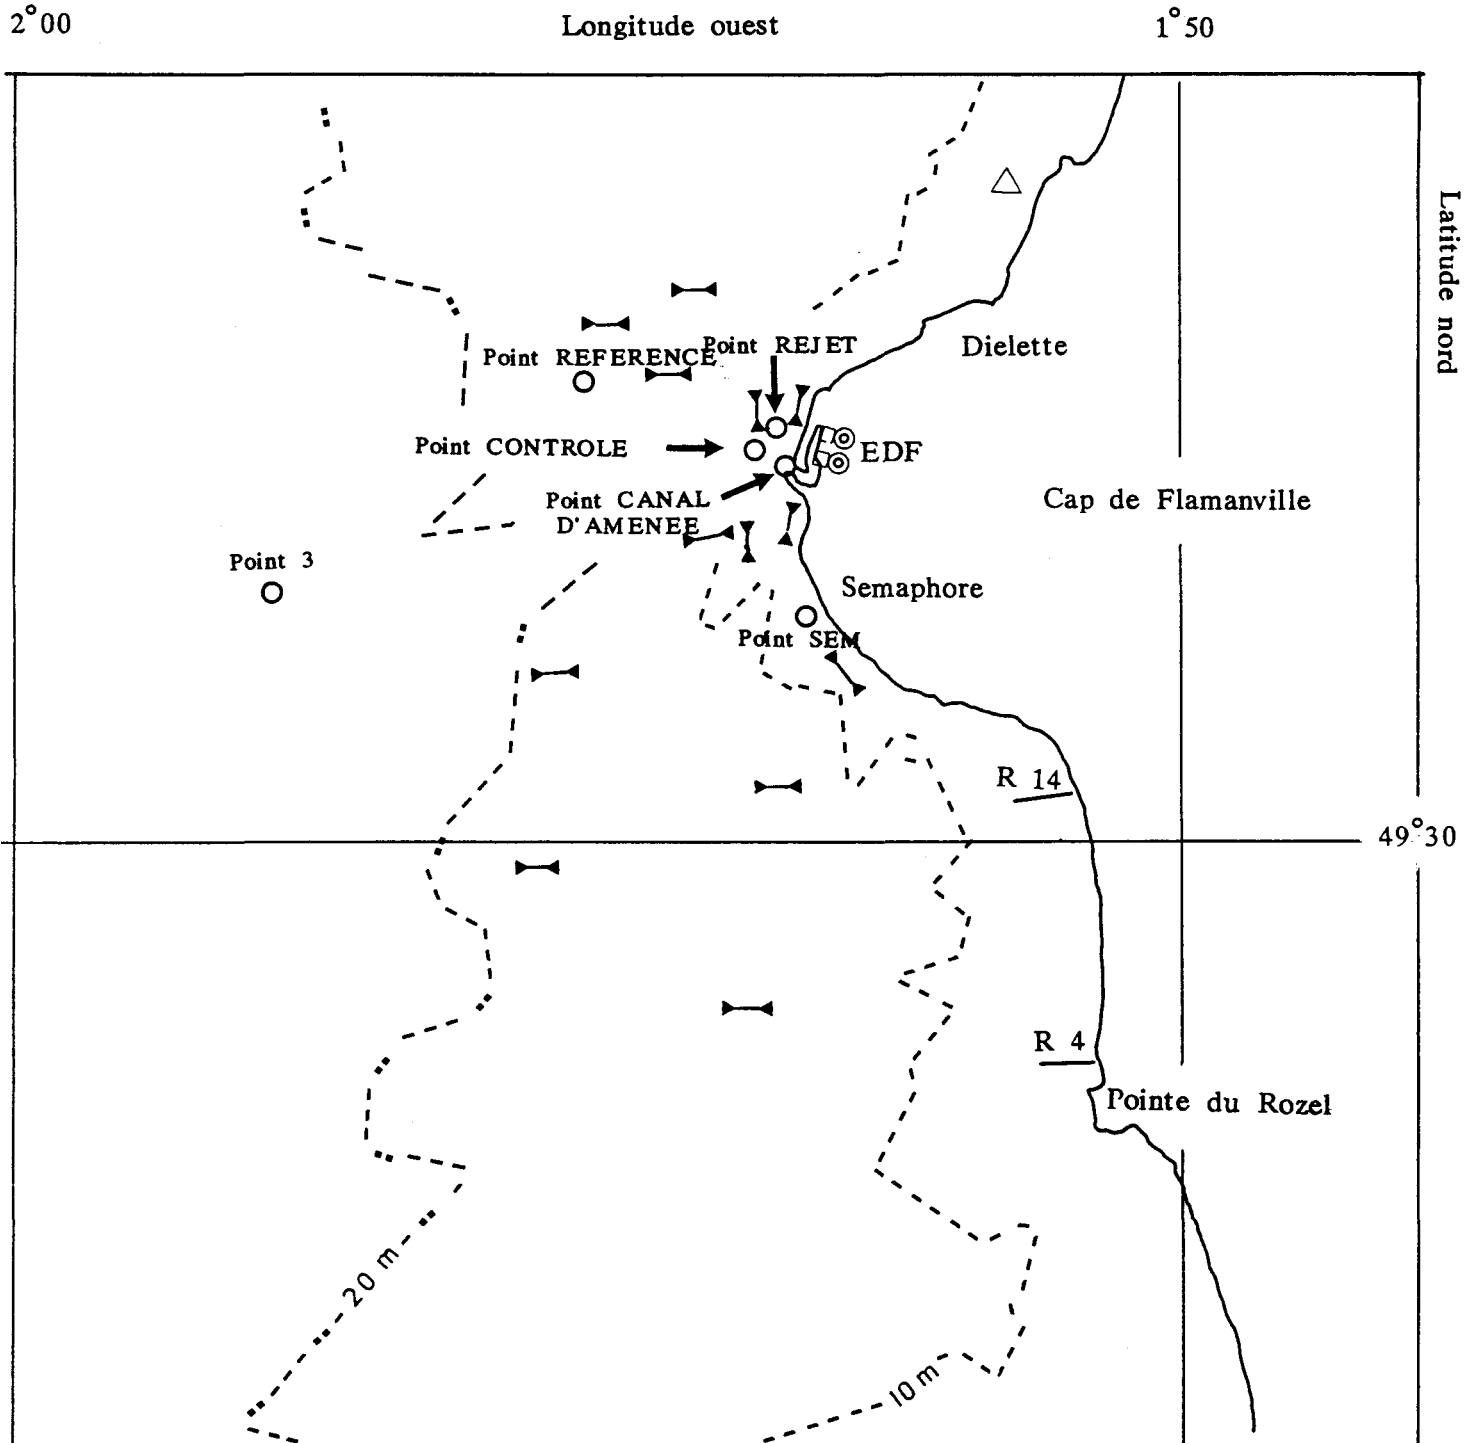 2°00
Longitude ouest
1°50
Latitude nord
Point REJET
Dielette
Point REFERENCE
Point CONTROLE
EDF
Point CANAL
D'AMENEE
Cap de Flamanville
Point 3
Semaphore
Point SEM
R 14
49°30
R 4
Pointe du Rozel
20 m
10 m